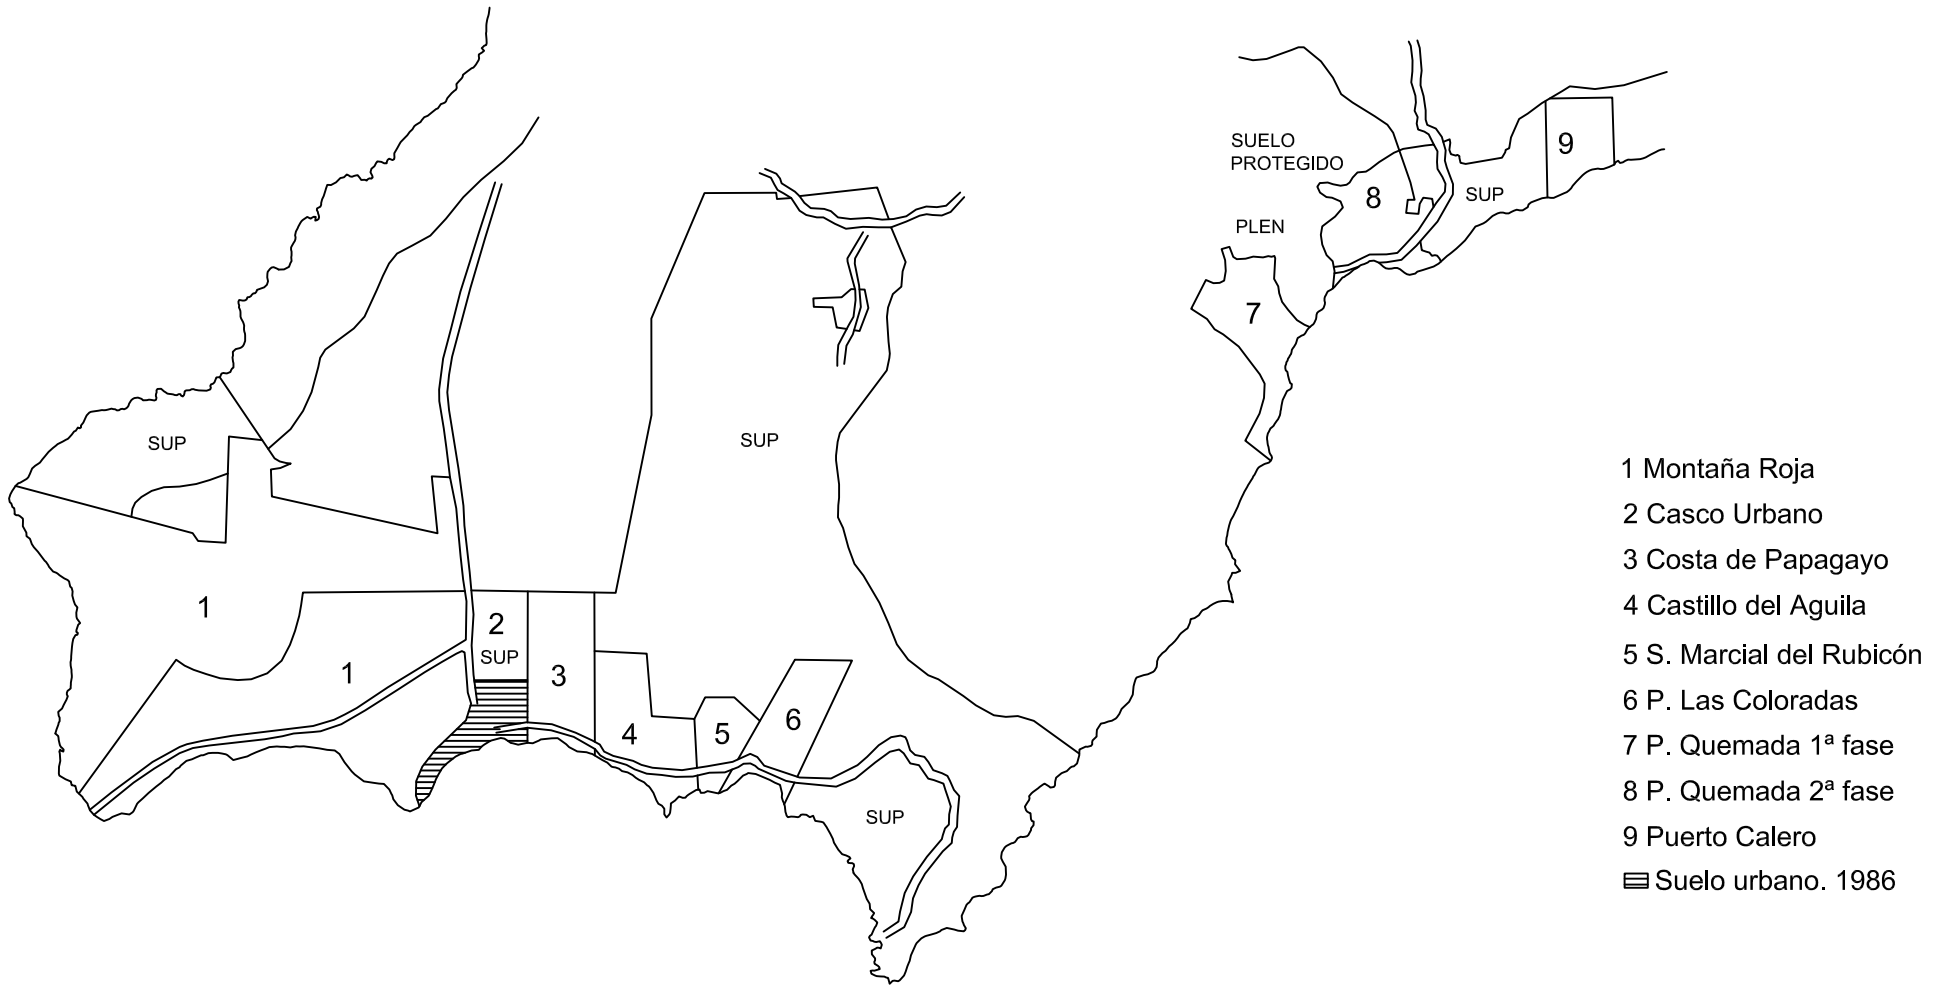 SUELO
PROTEGIDO
9
8
SUP
PLEN
7
SUP
SUP
1
2
SUP
1
3
4
5
6
SUP
1 Montaña Roja
2 Casco Urbano
3 Costa de Papagayo
4 Castillo del Aguila
5 S. Marcial del Rubicón
6 P. Las Coloradas
7 P. Quemada 1ª fase
8 P. Quemada 2ª fase
9 Puerto Calero
Suelo urbano. 1986